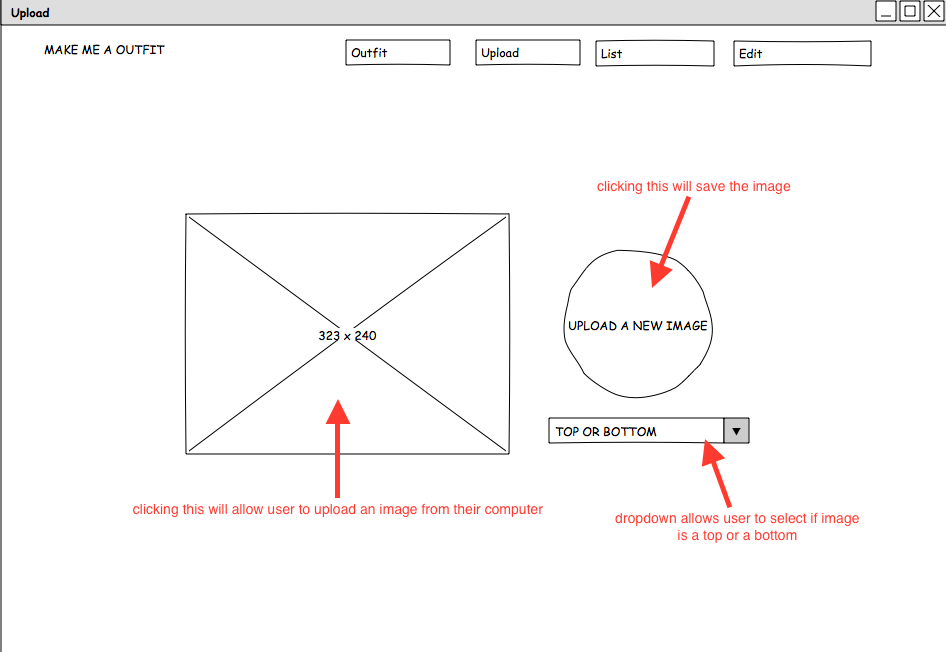 Upload
MAKE ME A OUTFIT
Outfit
Upload
List
Edit
clicking this will save the image
323 x 240
UPLOAD A NEW IMAGE
TOP OR BOTTOM
clicking this will allow user to upload an image from their computer
dropdown allows user to select if image
is a top or a bottom